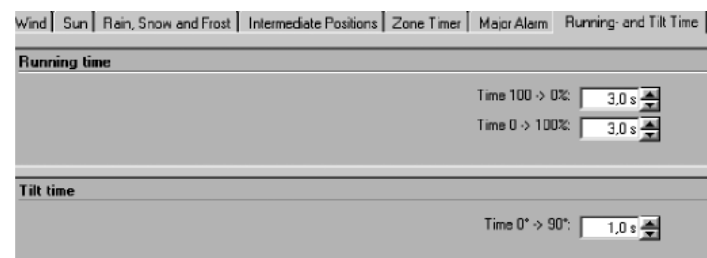 Wind Sun Rain, Snow and Frost Intermediate Positions Zone Timer Major Alarm Running- and Tilt Time
Running time
Time 100 -> 0%: 3,0 s
Time 0 -> 100%: 3,0 s
Tilt time
Time 0° -> 90°: 1,0 s